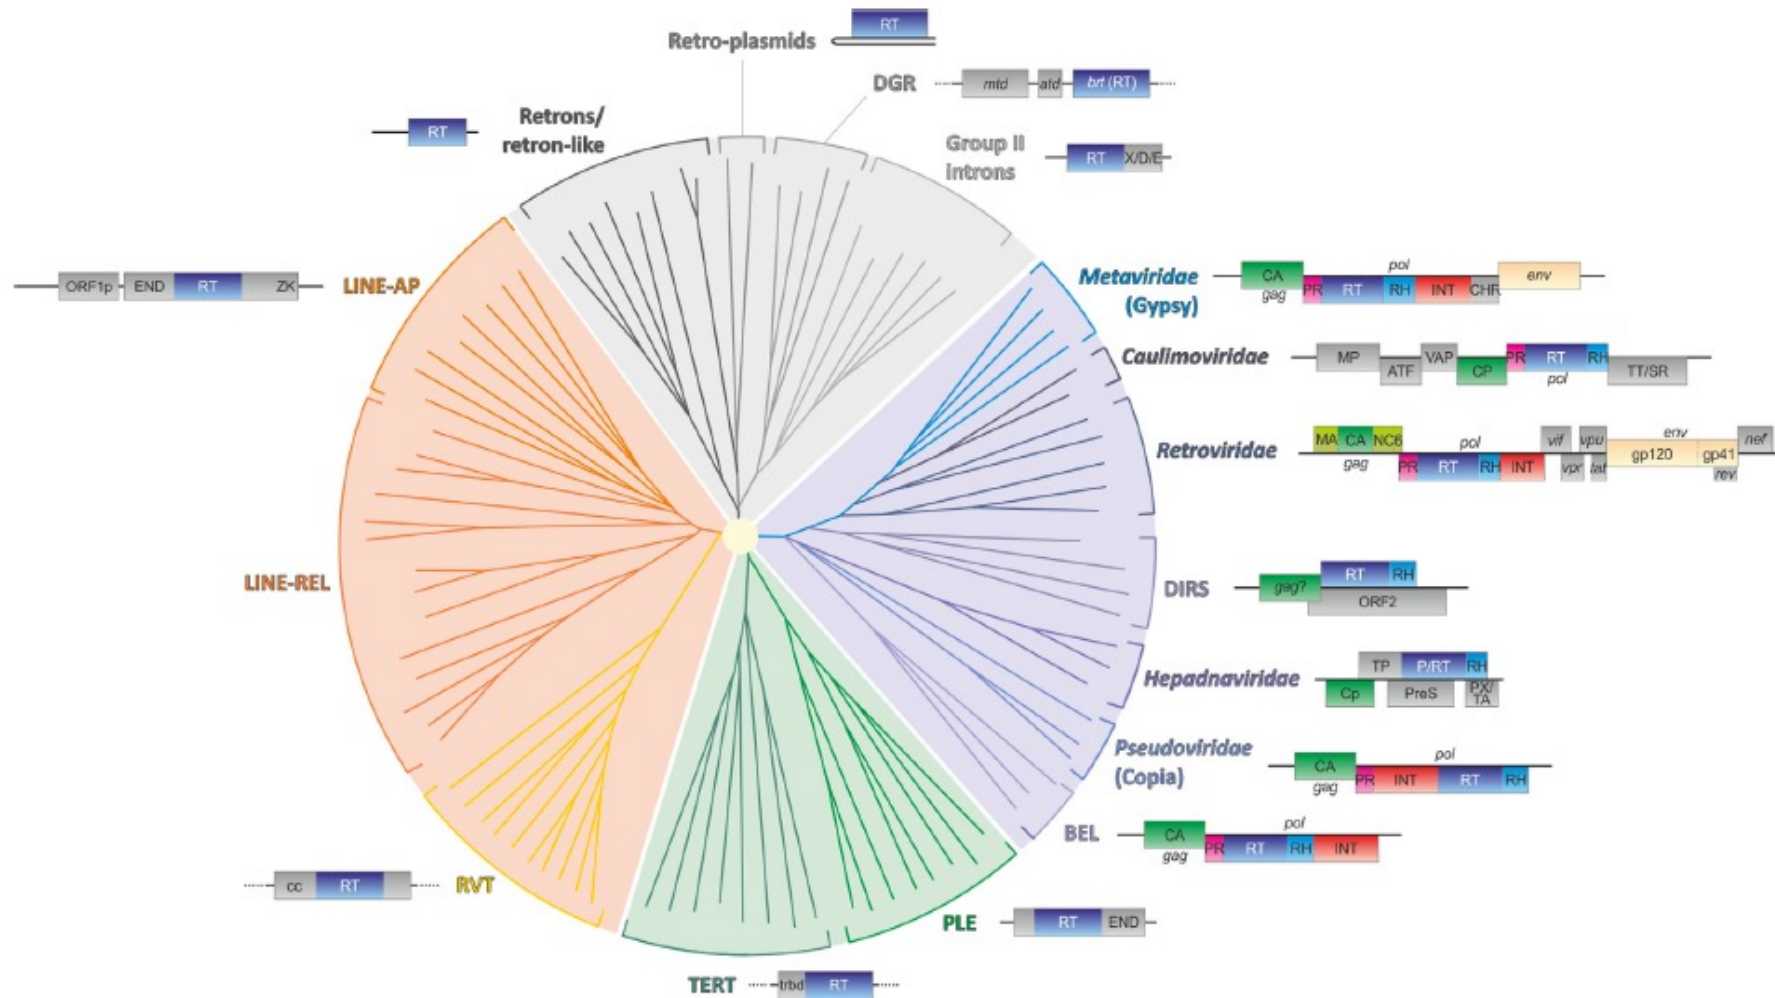 RT
Retro-plasmids
DGR
mtd atd brt (RT)
RT
Retrons/
retron-like
Group II
introns
RT X/D/E
ORF1p END RT ZK
LINE-AP
Metaviridae
(Gypsy)
pol env
CA
PR RT RH INT CHR
gag
Caulimoviridae
MP VAP PR RT RH
ATF CP pol TT/SR
Retroviridae
MA CA NC6 pol vif vpu env nef
gag PR RT RH INT vpr tat gp120 gp41
rev
LINE-REL
DIRS
RT RH
gag?
ORF2
Hepadnaviridae
TP P/RT RH
Cp PreS PX/
TA
Pseudoviridae
(Copia)
pol
CA
PR INT RT RH
gag
BEL
pol
CA
PR RT RH INT
gag
cc RT
RVT
PLE
RT END
TERT
trbd RT